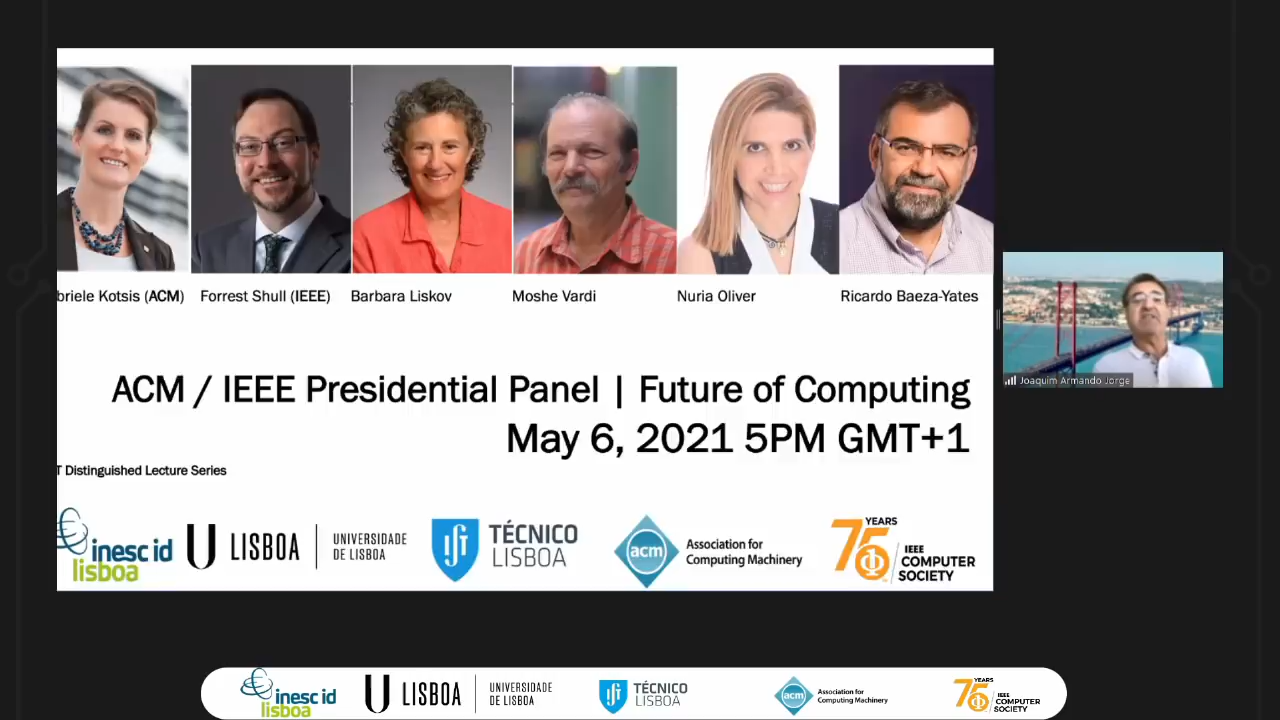 briele Kotsis (ACM)
Forrest Shull (IEEE)
Barbara Liskov
Moshe Vardi
Nuria Oliver
Ricardo Baeza-Yates
ACM / IEEE Presidential Panel | Future of Computing
May 6, 2021 5PM GMT+1
T Distinguished Lecture Series
inesc id
lisboa
U LISBOA
UNIVERSIDADE
DE LISBOA
TÉCNICO
LISBOA
acm
Association for
Computing Machinery
75 YEARS
IEEE
COMPUTER
SOCIETY
Joaquim Armando Jorge
inesc id
lisboa
U LISBOA
UNIVERSIDADE
DE LISBOA
TÉCNICO
LISBOA
acm
Association for
Computing Machinery
75 YEARS
IEEE
COMPUTER
SOCIETY